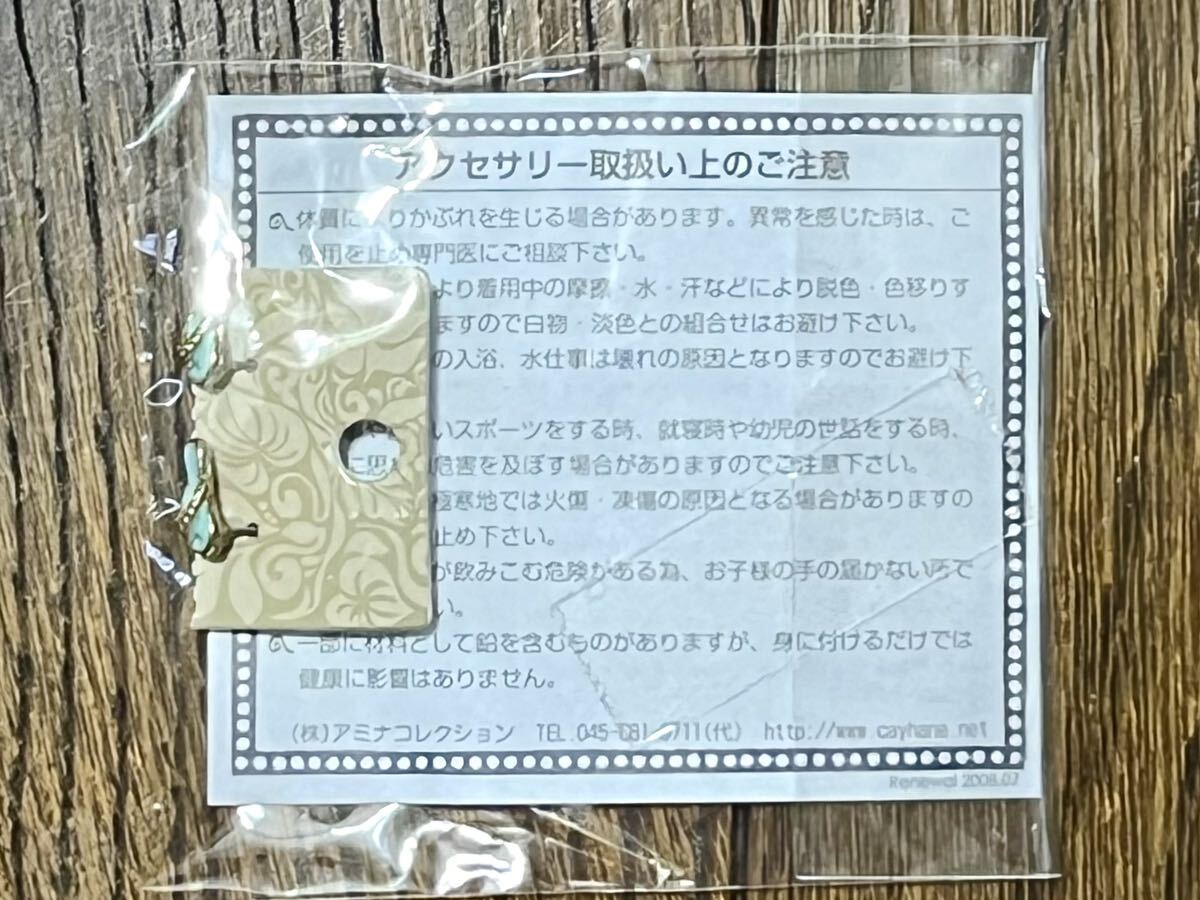 アクセサリー取扱い上のご注意
体質によりかぶれを生じる場合があります。異常を感じた時は、ご
使用を止め専門医にご相談下さい。
より着用中の摩擦・水・汗などにより脱色・色移りす
ますので白物・淡色との組合せはお避け下さい。
の入浴、水仕事は壊れの原因となりますのでお避け下
いスポーツをする時、就寝時や幼児の世話をする時、
危害を及ぼす場合がありますのでご注意下さい。
極寒地では火傷・凍傷の原因となる場合がありますの
止め下さい。
が飲みこむ危険がある為、お子様の手の届かない所で
い。
一部に材料として鉛を含むものがありますが、身に付けるだけでは
健康に影響はありません。
(株)アミナコレクション TEL.045- 711(代) http://www.cayhane.net
Renewal 2008.07